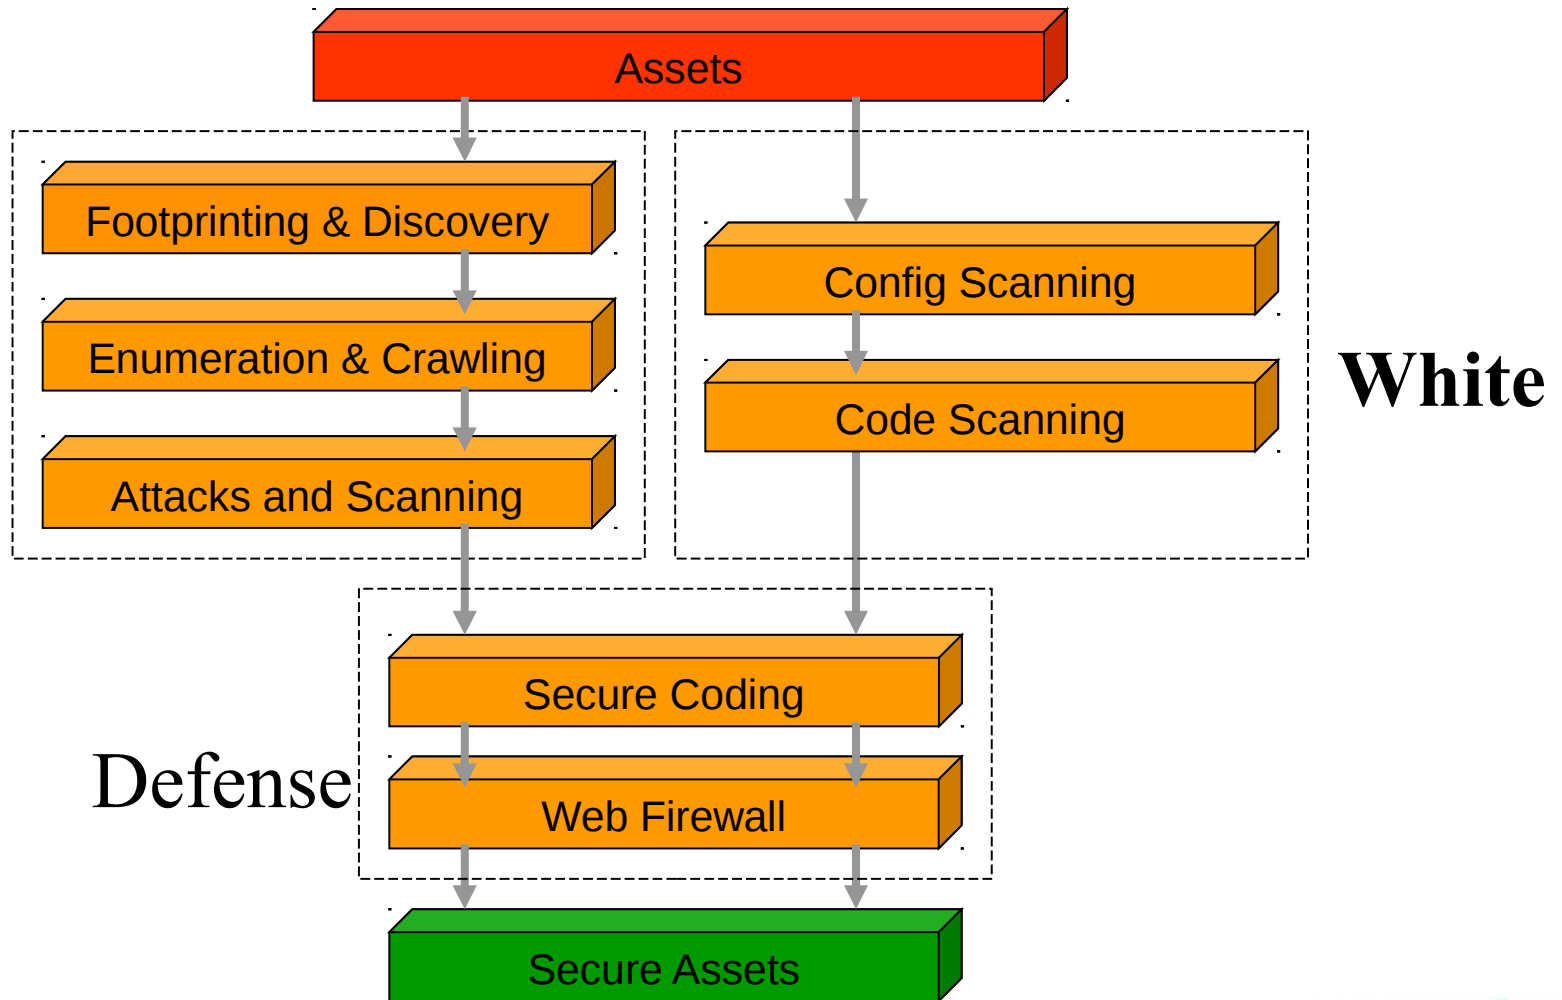 Assets
Footprinting & Discovery
Enumeration & Crawling
Attacks and Scanning
Config Scanning
Code Scanning
White
Defense
Secure Coding
Web Firewall
Secure Assets